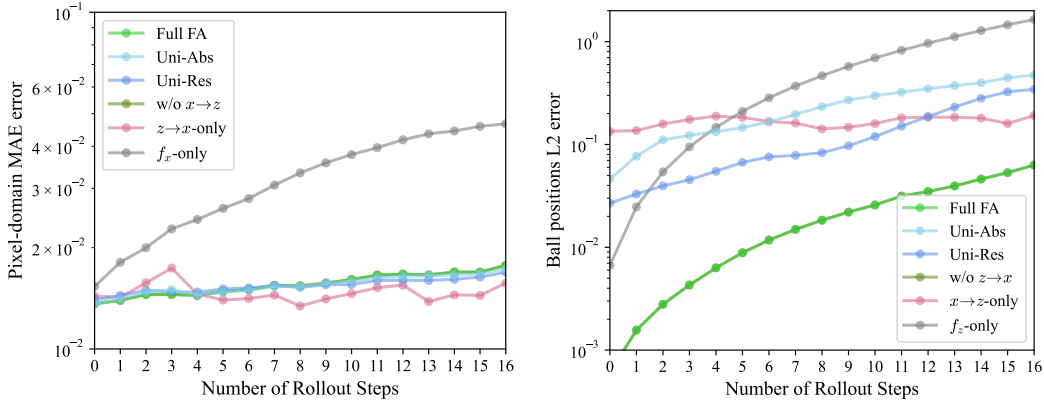 10⁻¹
6 × 10⁻²
4 × 10⁻²
3 × 10⁻²
2 × 10⁻²
10⁻²
Pixel-domain MAE error
Full FA
Uni-Abs
Uni-Res
w/o x→z
z→x-only
fₓ-only
0 1 2 3 4 5 6 7 8 9 10 11 12 13 14 15 16
Number of Rollout Steps
10⁰
10⁻¹
10⁻²
10⁻³
Ball positions L2 error
Full FA
Uni-Abs
Uni-Res
w/o z→x
x→z-only
f_z-only
0 1 2 3 4 5 6 7 8 9 10 11 12 13 14 15 16
Number of Rollout Steps